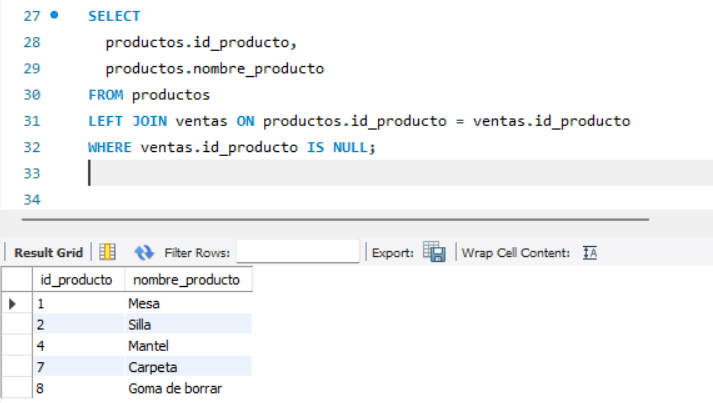 27 SELECT
28 productos.id_producto,
29 productos.nombre_producto
30 FROM productos
31 LEFT JOIN ventas ON productos.id_producto = ventas.id_producto
32 WHERE ventas.id_producto IS NULL;
33
34
Result Grid Filter Rows: Export: Wrap Cell Content:
id_producto nombre_producto
1 Mesa
2 Silla
4 Mantel
7 Carpeta
8 Goma de borrar